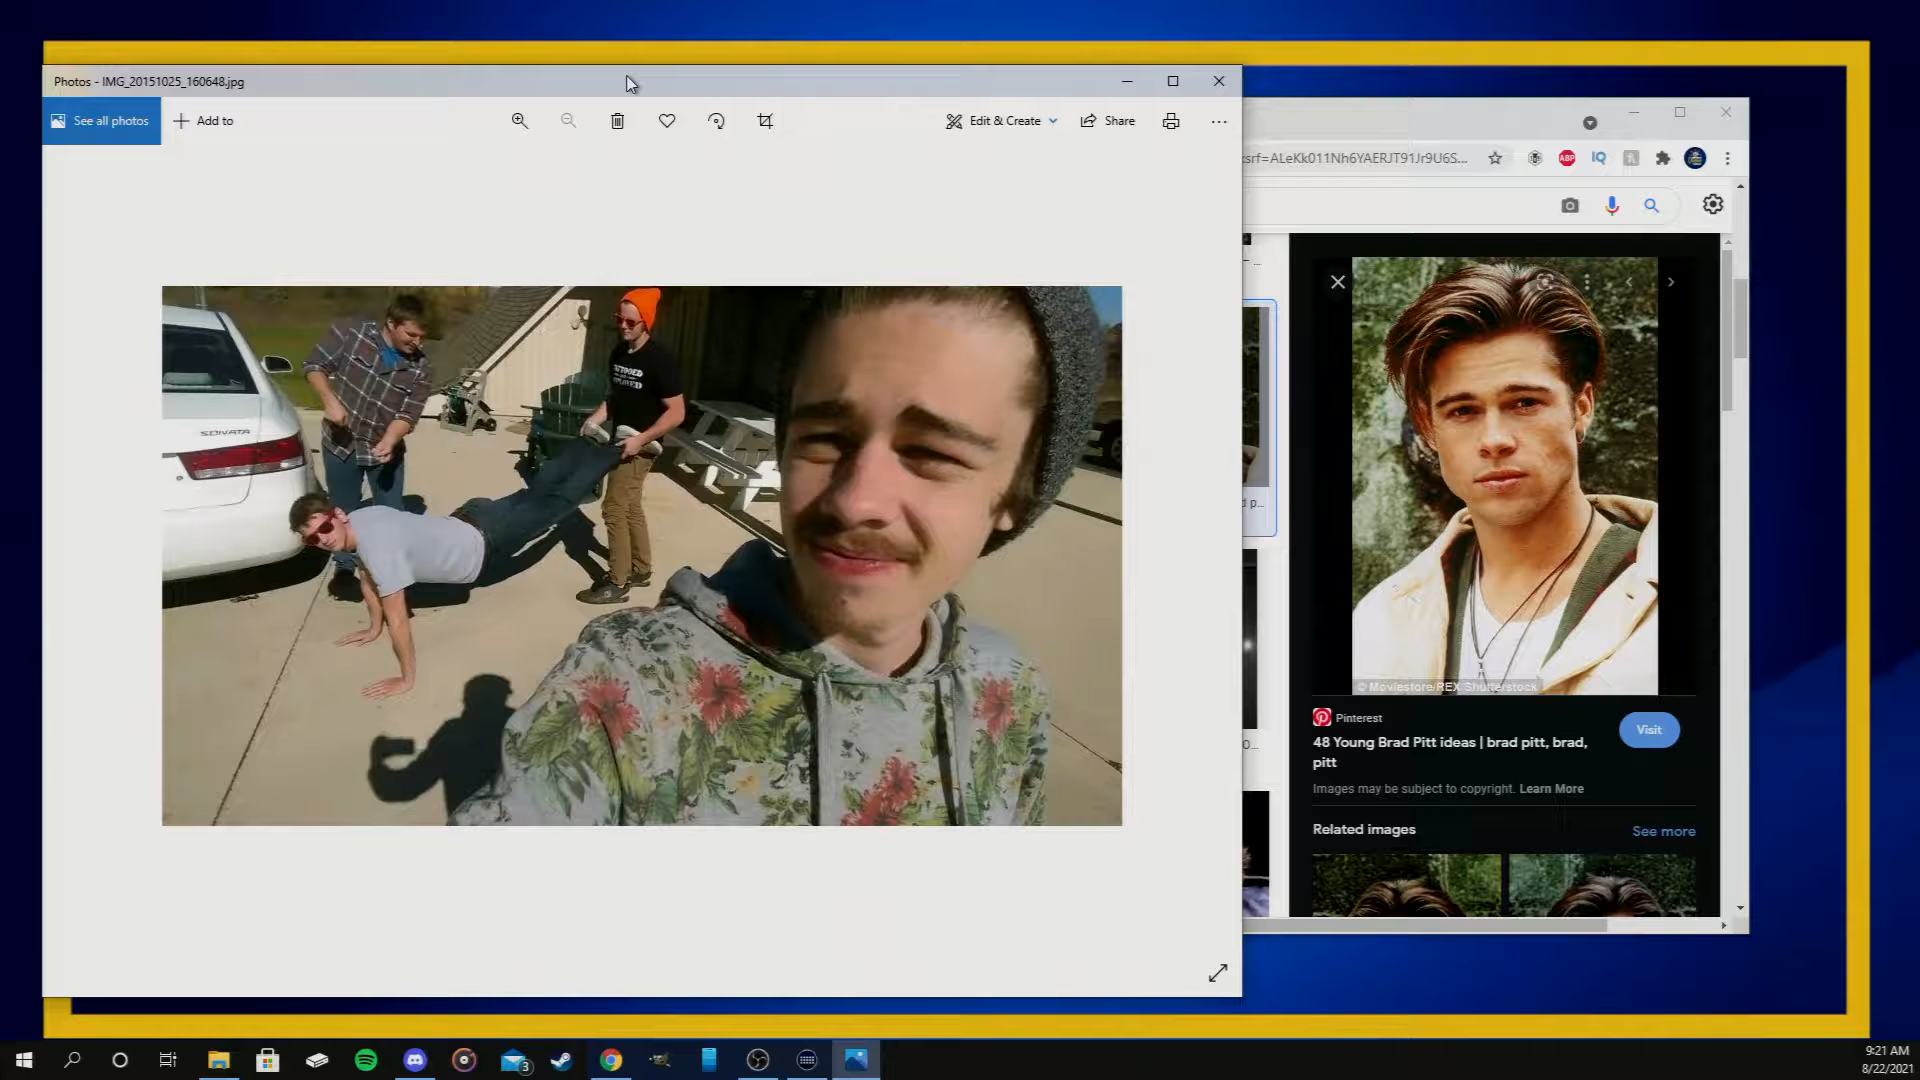 Photos - IMG_20151025_160648.jpg
See all photos
Add to
Edit & Create
Share
srf=ALeKk011Nh6YAERJT91Jr9U6S...
ABP
IQ
SONATA
© Moviestore/REX Shutterstock
Pinterest
48 Young Brad Pitt ideas | brad pitt, brad,
pitt
Visit
Images may be subject to copyright. Learn More
Related images
See more
3
9:21 AM
8/22/2021